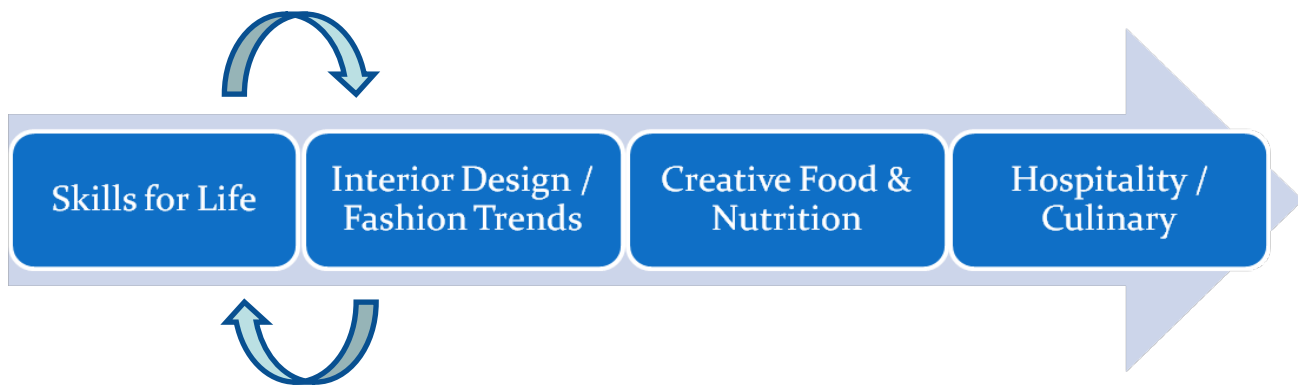 Skills for Life
Interior Design /
Fashion Trends
Creative Food &
Nutrition
Hospitality /
Culinary